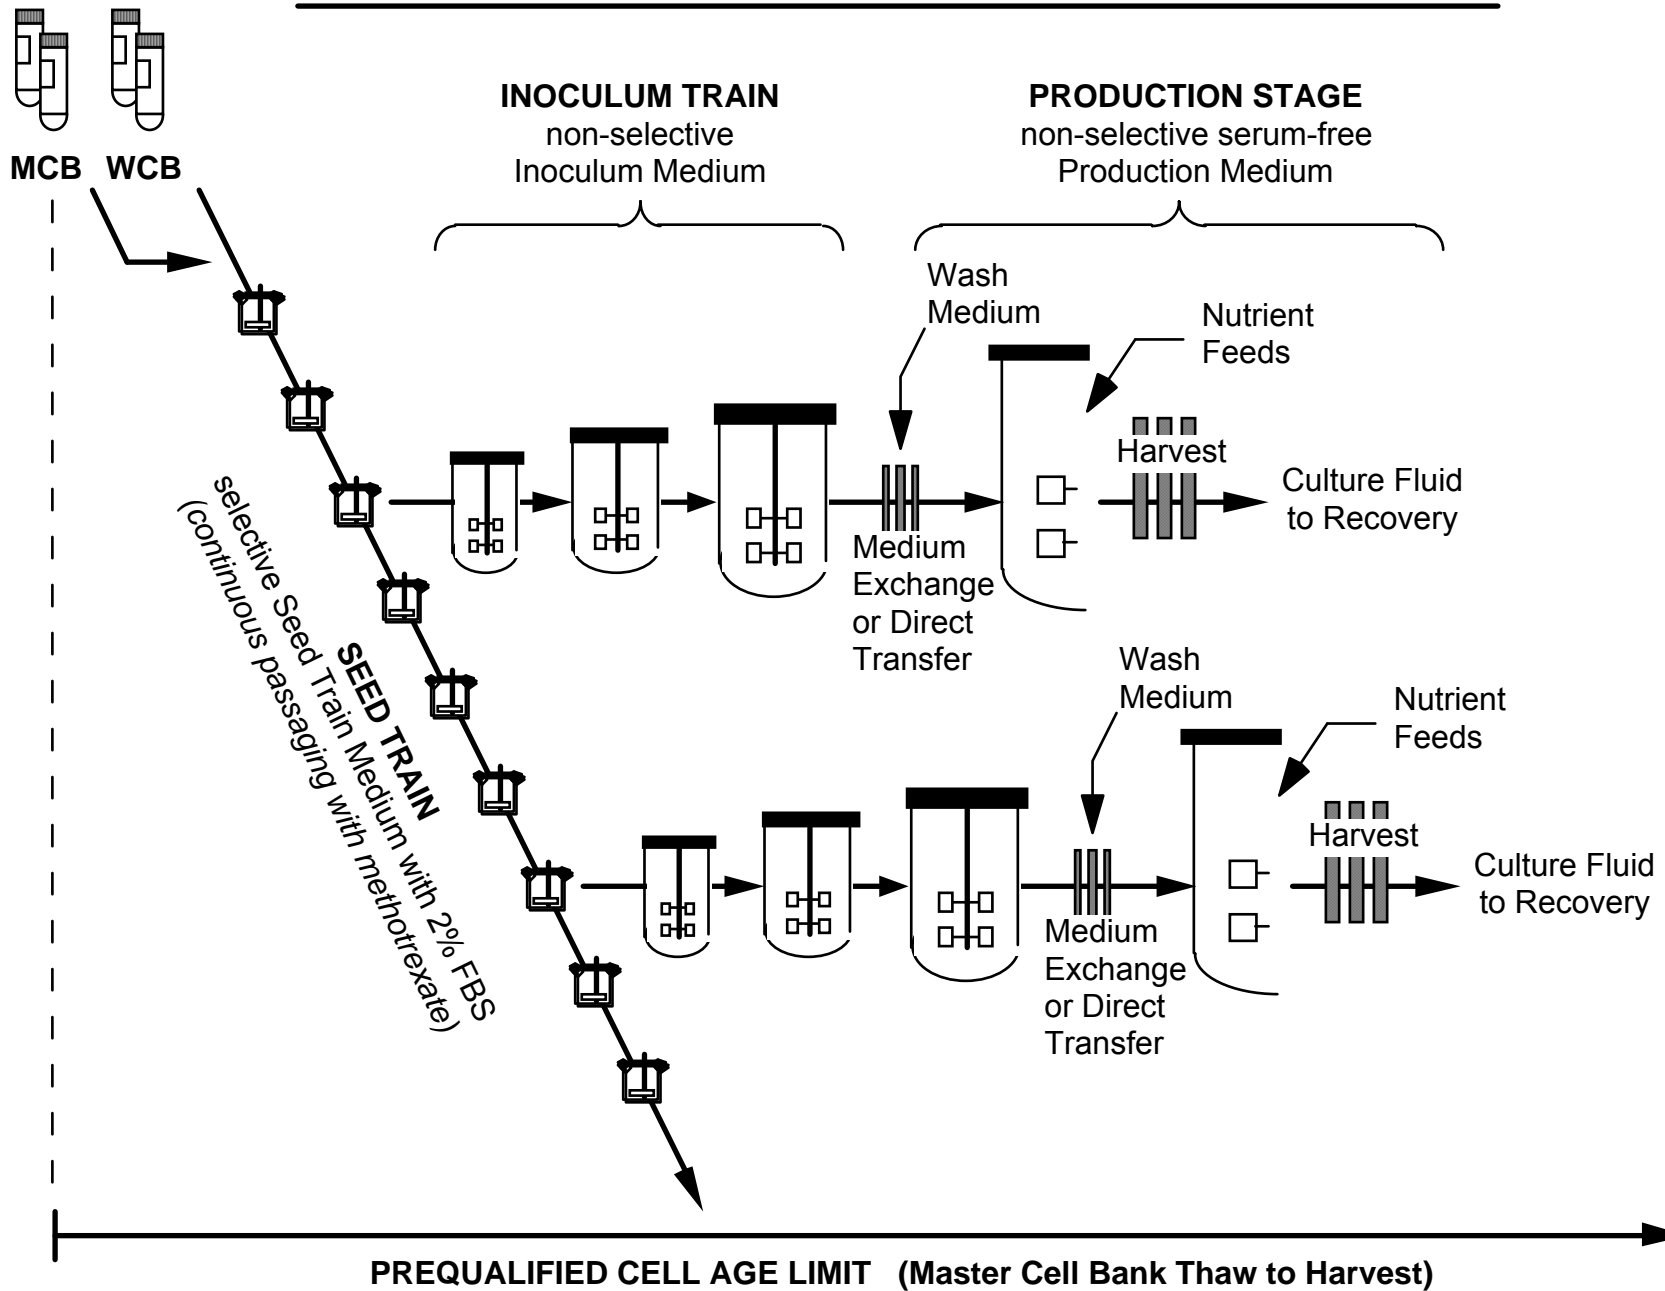 MCB WCB
INOCULUM TRAIN
non-selective
Inoculum Medium
PRODUCTION STAGE
non-selective serum-free
Production Medium
Wash
Medium
Nutrient
Feeds
Harvest
Culture Fluid
to Recovery
Medium
Exchange
or Direct
Transfer
SEED TRAIN
selective Seed Train Medium with 2% FBS
(continuous passaging with methotrexate)
Wash
Medium
Nutrient
Feeds
Harvest
Culture Fluid
to Recovery
Medium
Exchange
or Direct
Transfer
PREQUALIFIED CELL AGE LIMIT (Master Cell Bank Thaw to Harvest)